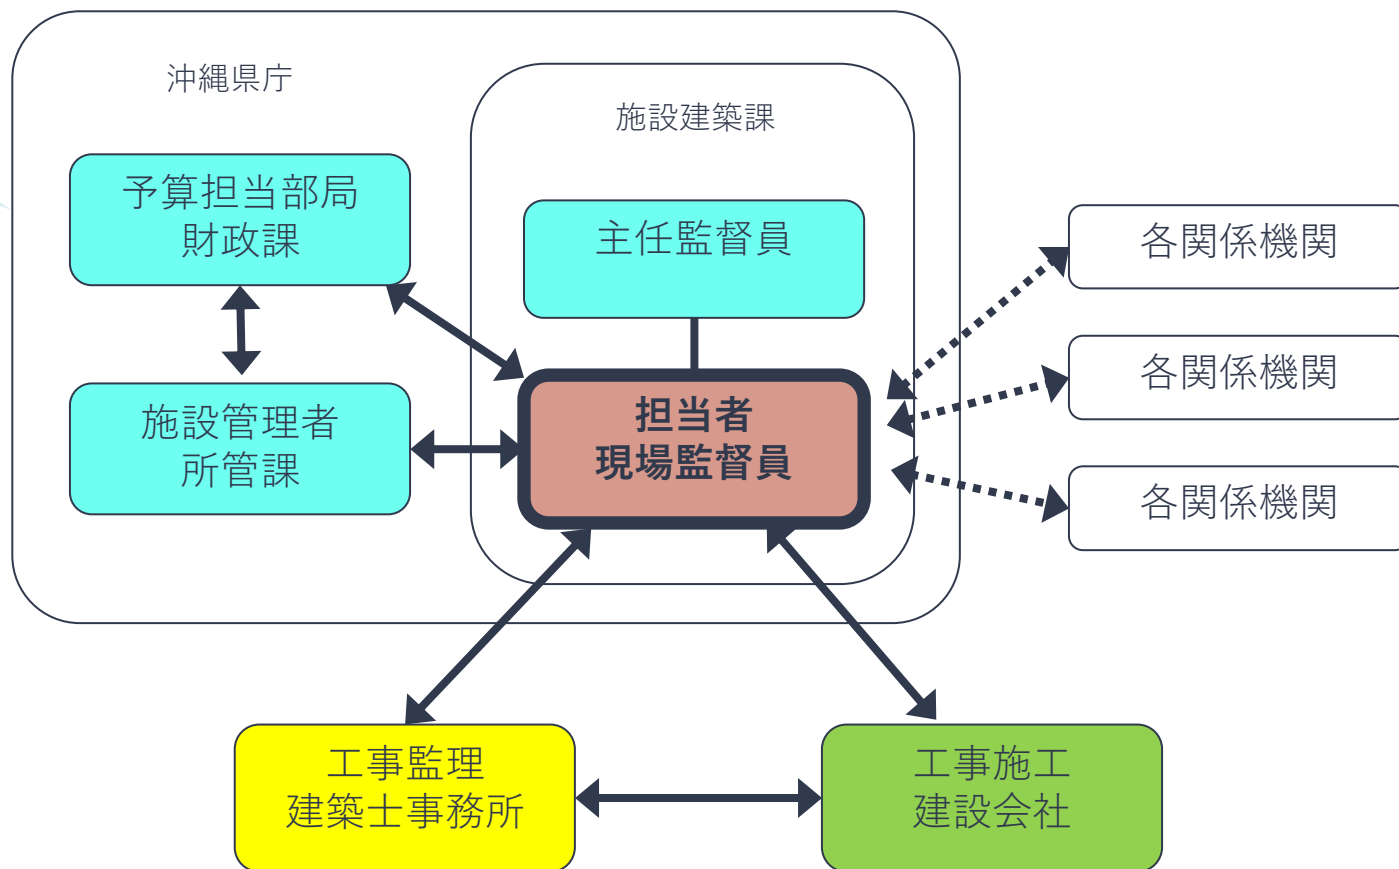 沖縄県庁
施設建築課
予算担当部局
財政課
主任監督員
各関係機関
各関係機関
施設管理者
所管課
担当者
現場監督員
各関係機関
工事監理
建築士事務所
工事施工
建設会社